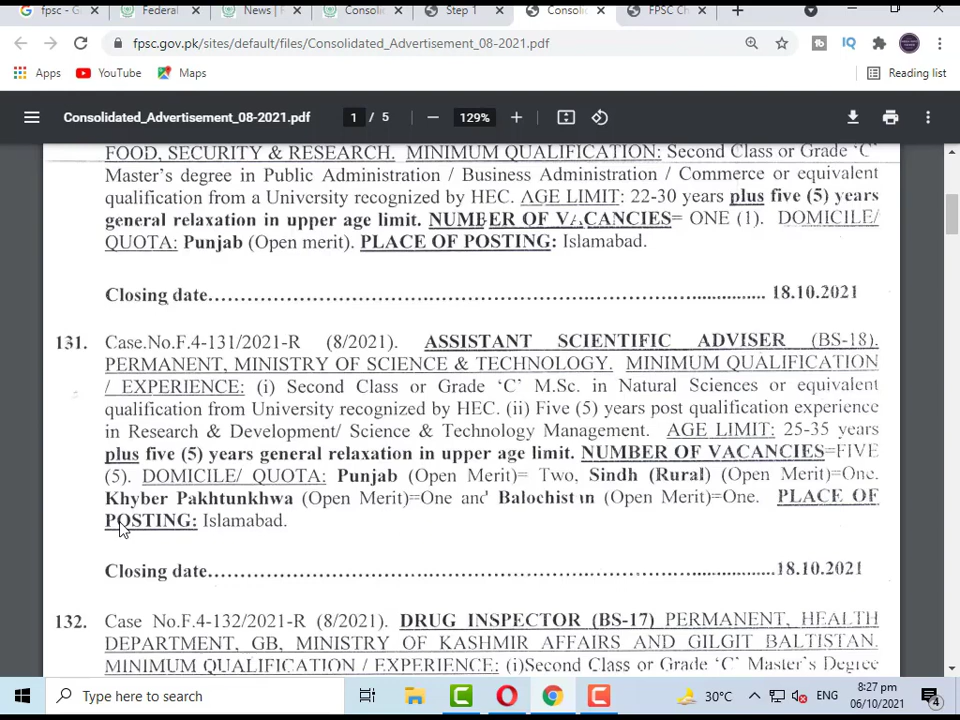 fpsc - G
Federal
News |
Consoli
Step 1
Consoli
FPSC Ch
fpsc.gov.pk/sites/default/files/Consolidated_Advertisement_08-2021.pdf
Apps YouTube Maps Reading list
Consolidated_Advertisement_08-2021.pdf 1 / 5 129%
FOOD, SECURITY & RESEARCH. MINIMUM QUALIFICATION: Second Class or Grade ‘C’
Master’s degree in Public Administration / Business Administration / Commerce or equivalent
qualification from a University recognized by HEC. AGE LIMIT: 22-30 years plus five (5) years
general relaxation in upper age limit. NUMBER OF VACANCIES= ONE (1). DOMICILE/
QUOTA: Punjab (Open merit). PLACE OF POSTING: Islamabad.
Closing date……………………………………………………………............... 18.10.2021
131. Case.No.F.4-131/2021-R (8/2021). ASSISTANT SCIENTIFIC ADVISER (BS-18).
PERMANENT, MINISTRY OF SCIENCE & TECHNOLOGY. MINIMUM QUALIFICATION
/ EXPERIENCE: (i) Second Class or Grade ‘C’ M.Sc. in Natural Sciences or equivalent
qualification from University recognized by HEC. (ii) Five (5) years post qualification experience
in Research & Development/ Science & Technology Management. AGE LIMIT: 25-35 years
plus five (5) years general relaxation in upper age limit. NUMBER OF VACANCIES=FIVE
(5). DOMICILE/ QUOTA: Punjab (Open Merit)= Two, Sindh (Rural) (Open Merit)=One.
Khyber Pakhtunkhwa (Open Merit)=One and Balochistan (Open Merit)=One. PLACE OF
POSTING: Islamabad.
Closing date……………………………………………………………...............18.10.2021
132. Case No.F.4-132/2021-R (8/2021). DRUG INSPECTOR (BS-17) PERMANENT, HEALTH
DEPARTMENT, GB, MINISTRY OF KASHMIR AFFAIRS AND GILGIT BALTISTAN.
MINIMUM QUALIFICATION / EXPERIENCE: (i)Second Class or Grade ‘C’ Master’s Degree
Type here to search
30°C
ENG
8:27 pm
06/10/2021
4